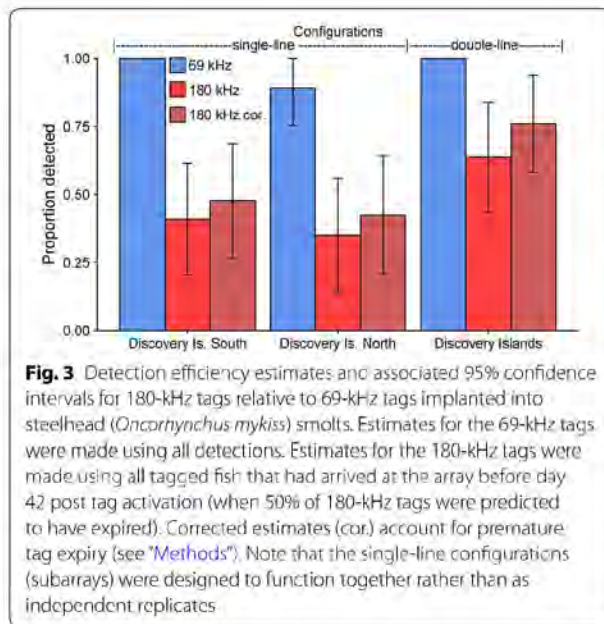 Configurations
single-line
double-line
69 kHz
180 kHz
180 kHz cor.
Proportion detected
1.00
0.75
0.50
0.25
0.00
Discovery Is. South
Discovery Is. North
Discovery Islands
Fig. 3 Detection efficiency estimates and associated 95% confidence
intervals for 180-kHz tags relative to 69-kHz tags implanted into
steelhead (Oncorhynchus mykiss) smolts. Estimates for the 69-kHz tags
were made using all detections. Estimates for the 180-kHz tags were
made using all tagged fish that had arrived at the array before day
42 post tag activation (when 50% of 180-kHz tags were predicted
to have expired). Corrected estimates (cor.) account for premature
tag expiry (see "Methods"). Note that the single-line configurations
(subarrays) were designed to function together rather than as
independent replicates